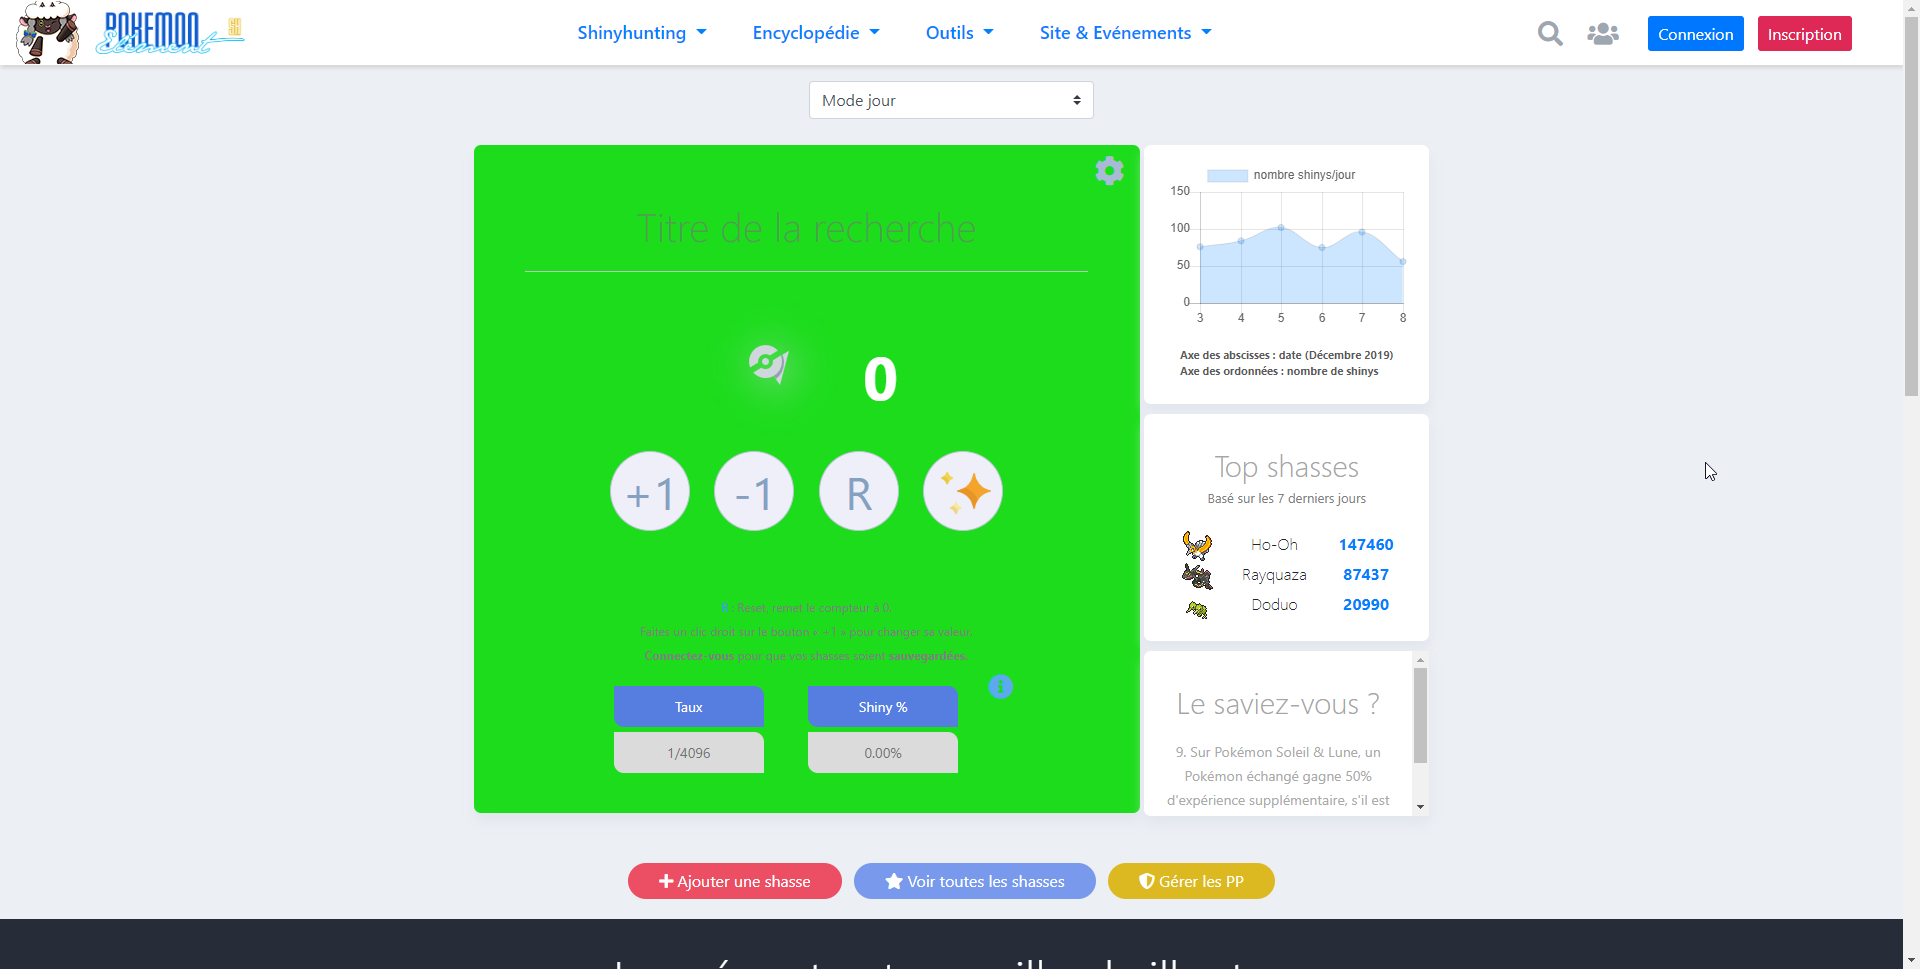 POKEMON
Element
Shinyhunting
Encyclopédie
Outils
Site & Evénements
Connexion
Inscription
Mode jour
Titre de la recherche
0
+1
-1
R
R : Reset, remet le compteur à 0.
Faites un clic droit sur le bouton « +1 » pour changer sa valeur.
Connectez-vous pour que vos shasses soient sauvegardées.
Taux
Shiny %
1/4096
0.00%
nombre shinys/jour
150
100
50
0
3 4 5 6 7 8
Axe des abscisses : date (Décembre 2019)
Axe des ordonnées : nombre de shinys
Top shasses
Basé sur les 7 derniers jours
Ho-Oh 147460
Rayquaza 87437
Doduo 20990
Le saviez-vous ?
9. Sur Pokémon Soleil & Lune, un
Pokémon échangé gagne 50%
d'expérience supplémentaire, s'il est
Ajouter une shasse
Voir toutes les shasses
Gérer les PP